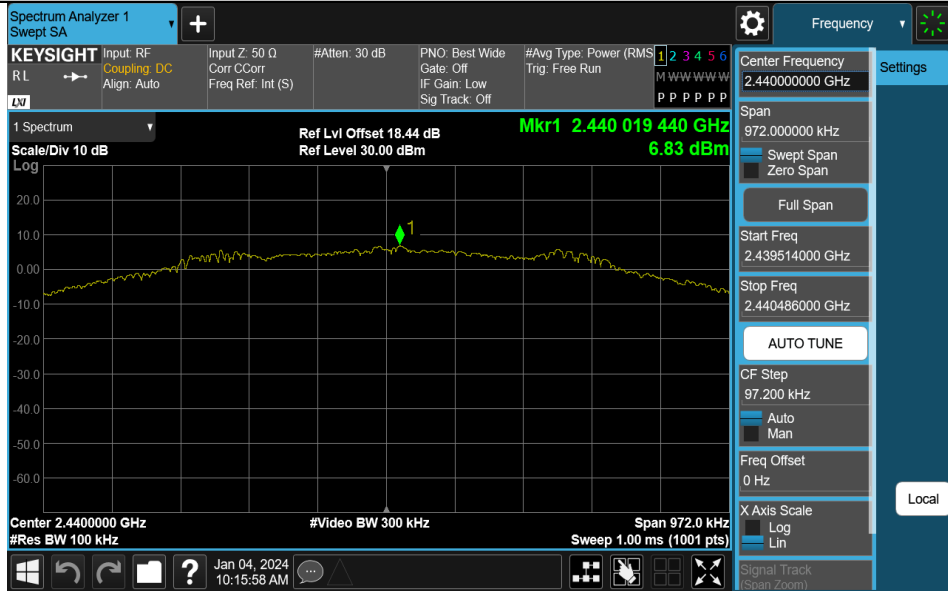 Spectrum Analyzer 1
Swept SA
+
Frequency
KEYSIGHT
R L
LXI
Input: RF
Coupling: DC
Align: Auto
Input Z: 50 Ω
Corr CCorr
Freq Ref: Int (S)
#Atten: 30 dB
PNO: Best Wide
Gate: Off
IF Gain: Low
Sig Track: Off
#Avg Type: Power (RMS
Trig: Free Run
1 2 3 4 5 6
M W W W W W
P P P P P P
1 Spectrum
Scale/Div 10 dB
Log
Ref Lvl Offset 18.44 dB
Ref Level 30.00 dBm
Mkr1 2.440 019 440 GHz
6.83 dBm
1
20.0
10.0
0.00
-10.0
-20.0
-30.0
-40.0
-50.0
-60.0
Center 2.4400000 GHz
#Video BW 300 kHz
Span 972.0 kHz
#Res BW 100 kHz
Sweep 1.00 ms (1001 pts)
Center Frequency
2.440000000 GHz
Settings
Span
972.000000 kHz
Swept Span
Zero Span
Full Span
Start Freq
2.439514000 GHz
Stop Freq
2.440486000 GHz
AUTO TUNE
CF Step
97.200 kHz
Auto
Man
Freq Offset
0 Hz
Local
X Axis Scale
Log
Lin
Signal Track
(Span Zoom)
?
Jan 04, 2024
10:15:58 AM